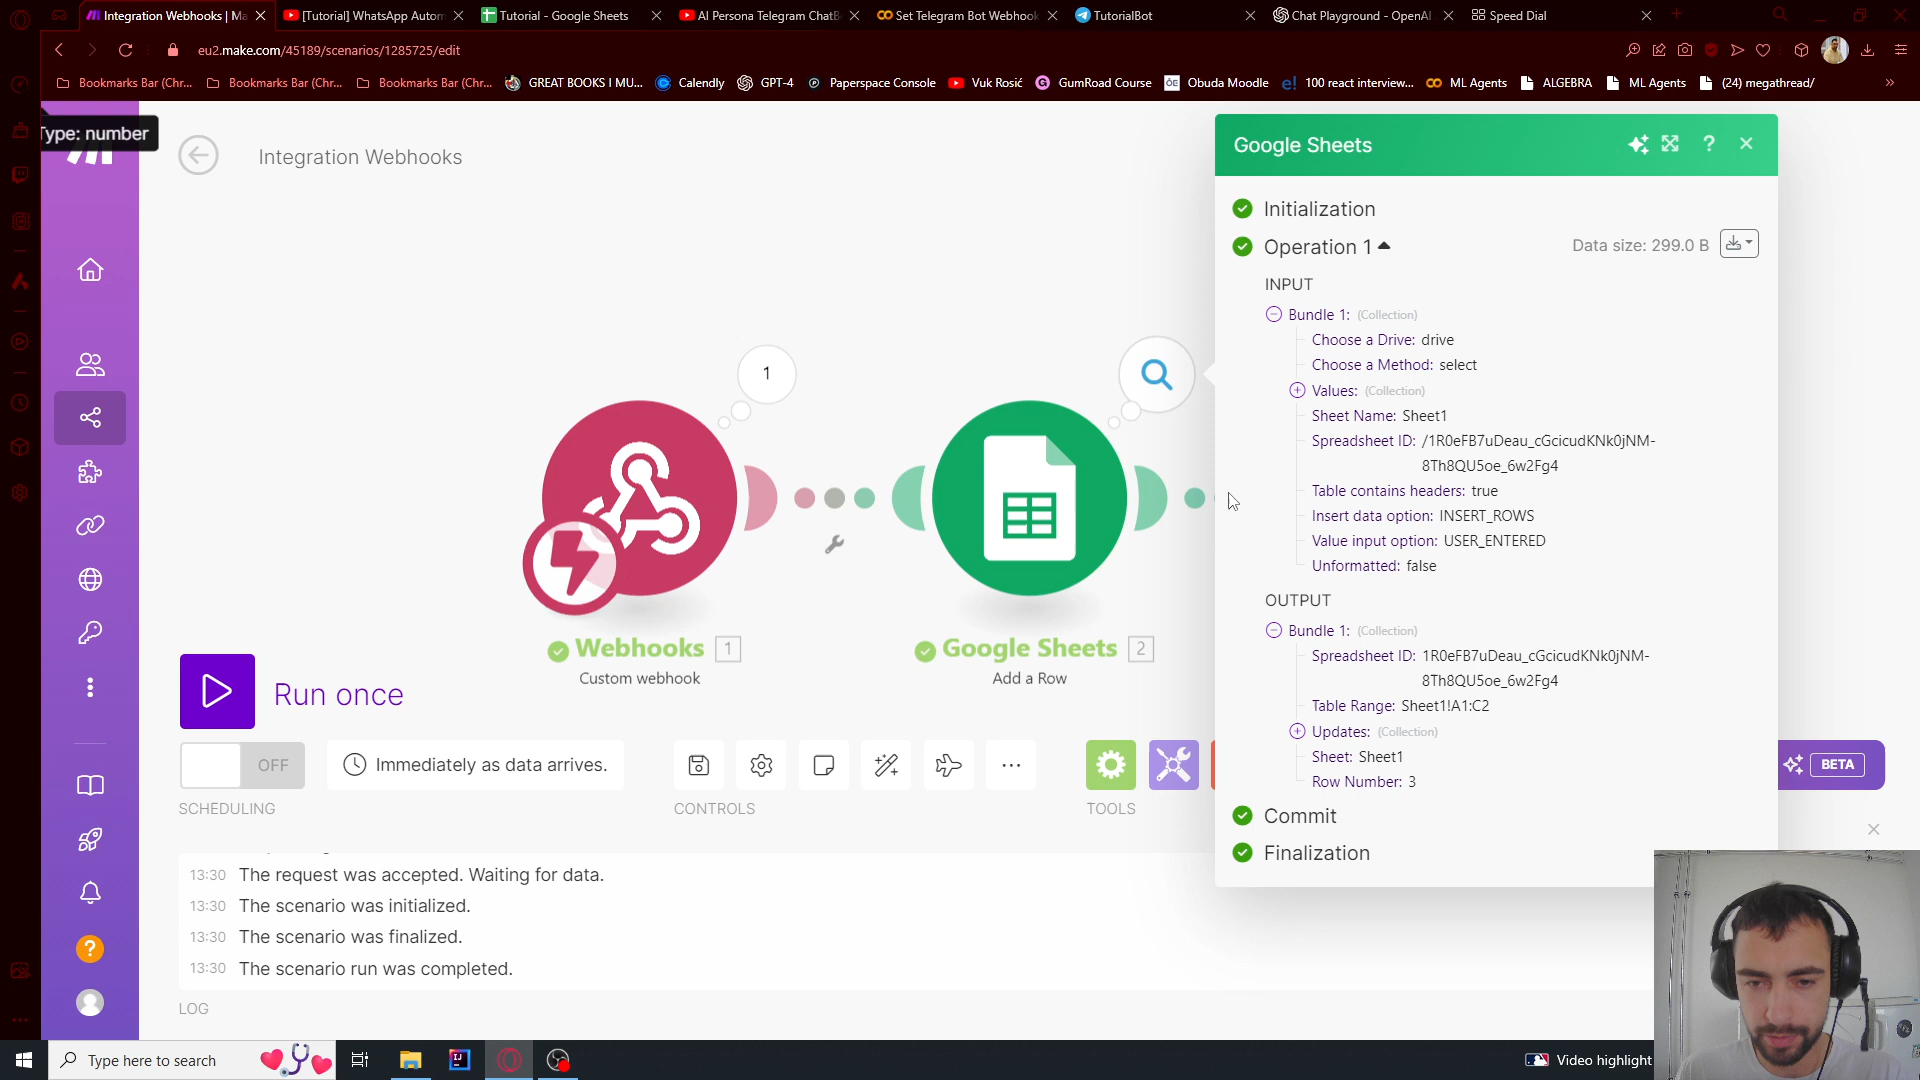 Integration Webhooks | Ma
[Tutorial] WhatsApp Autom
Tutorial - Google Sheets
AI Persona Telegram ChatB
Set Telegram Bot Webhook
TutorialBot
Chat Playground - OpenAI
Speed Dial
eu2.make.com/45189/scenarios/1285725/edit
Bookmarks Bar (Chr...
Bookmarks Bar (Chr...
Bookmarks Bar (Chr...
GREAT BOOKS I MU...
Calendly
GPT-4
Paperspace Console
Vuk Rosić
GumRoad Course
Obuda Moodle
100 react interview...
ML Agents
ALGEBRA
ML Agents
(24) megathread/
Type: number
Integration Webhooks
Google Sheets
?
Initialization
Operation 1
Data size: 299.0 B
INPUT
Bundle 1: (Collection)
Choose a Drive: drive
Choose a Method: select
Values: (Collection)
Sheet Name: Sheet1
Spreadsheet ID: /1R0eFB7uDeau_cGcicudKNk0jNM-
8Th8QU5oe_6w2Fg4
Table contains headers: true
Insert data option: INSERT_ROWS
Value input option: USER_ENTERED
Unformatted: false
OUTPUT
Bundle 1: (Collection)
Spreadsheet ID: 1R0eFB7uDeau_cGcicudKNk0jNM-
8Th8QU5oe_6w2Fg4
Table Range: Sheet1!A1:C2
Updates: (Collection)
Sheet: Sheet1
Row Number: 3
Commit
Finalization
1
Webhooks 1
Custom webhook
Google Sheets 2
Add a Row
Run once
OFF
Immediately as data arrives.
BETA
SCHEDULING
CONTROLS
TOOLS
13:30 The request was accepted. Waiting for data.
13:30 The scenario was initialized.
13:30 The scenario was finalized.
13:30 The scenario run was completed.
LOG
?
Type here to search
Video highlight